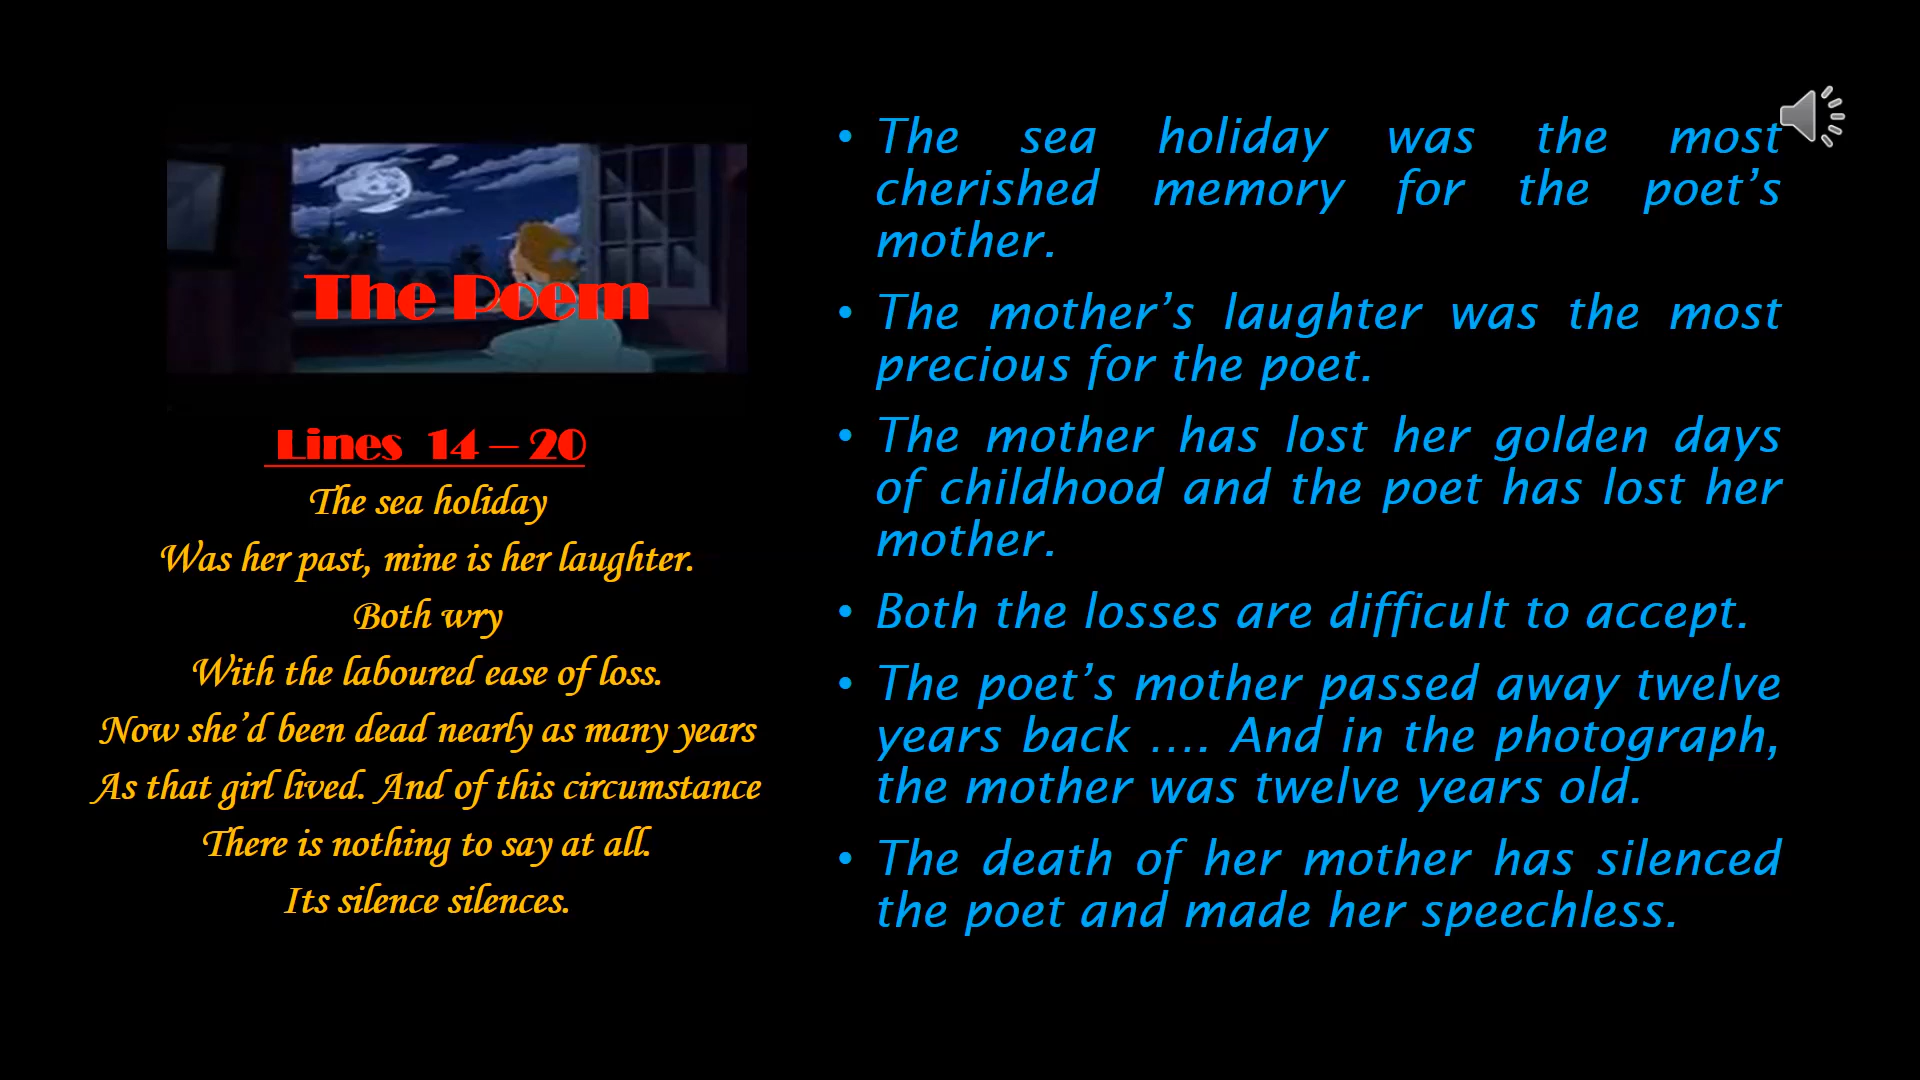 The Poem
Lines 14 – 20
The sea holiday
Was her past, mine is her laughter.
Both wry
With the laboured ease of loss.
Now she’d been dead nearly as many years
As that girl lived. And of this circumstance
There is nothing to say at all.
Its silence silences.
• The sea holiday was the most
cherished memory for the poet’s
mother.
• The mother’s laughter was the most
precious for the poet.
• The mother has lost her golden days
of childhood and the poet has lost her
mother.
• Both the losses are difficult to accept.
• The poet’s mother passed away twelve
years back …. And in the photograph,
the mother was twelve years old.
• The death of her mother has silenced
the poet and made her speechless.